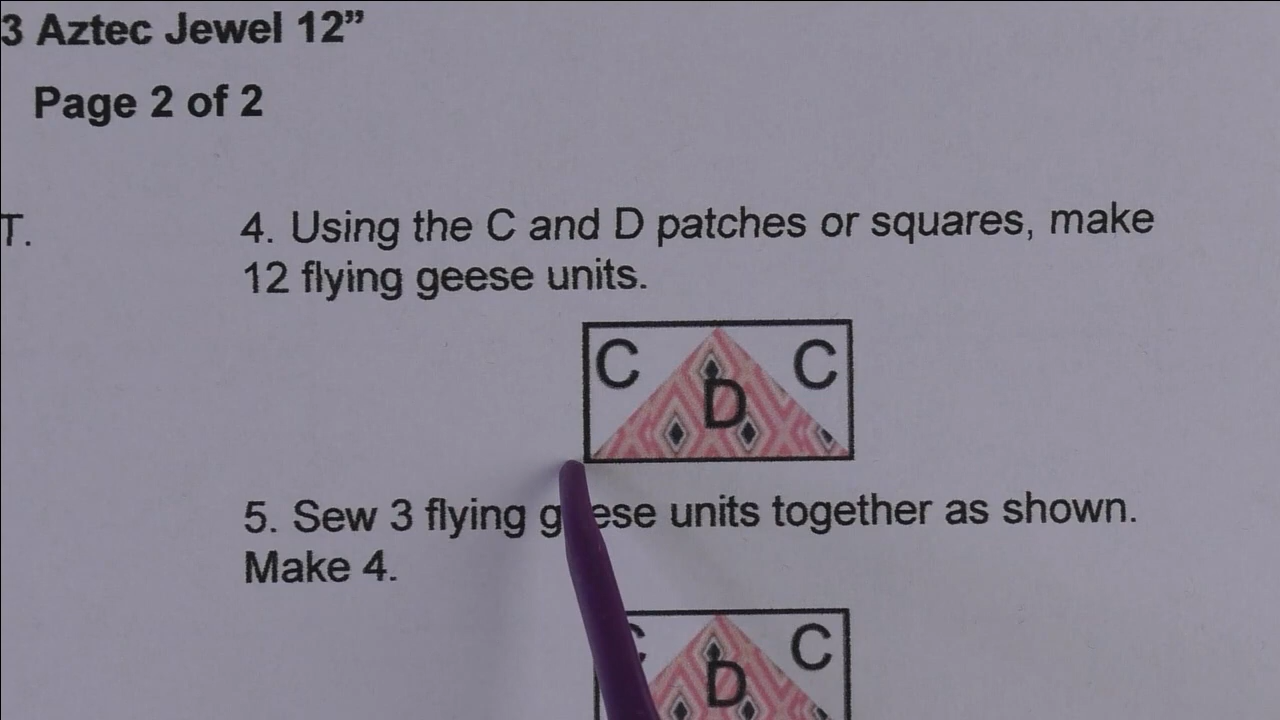 3 Aztec Jewel 12”
Page 2 of 2
T.
4. Using the C and D patches or squares, make
12 flying geese units.
C D C
5. Sew 3 flying geese units together as shown.
Make 4.
C D C